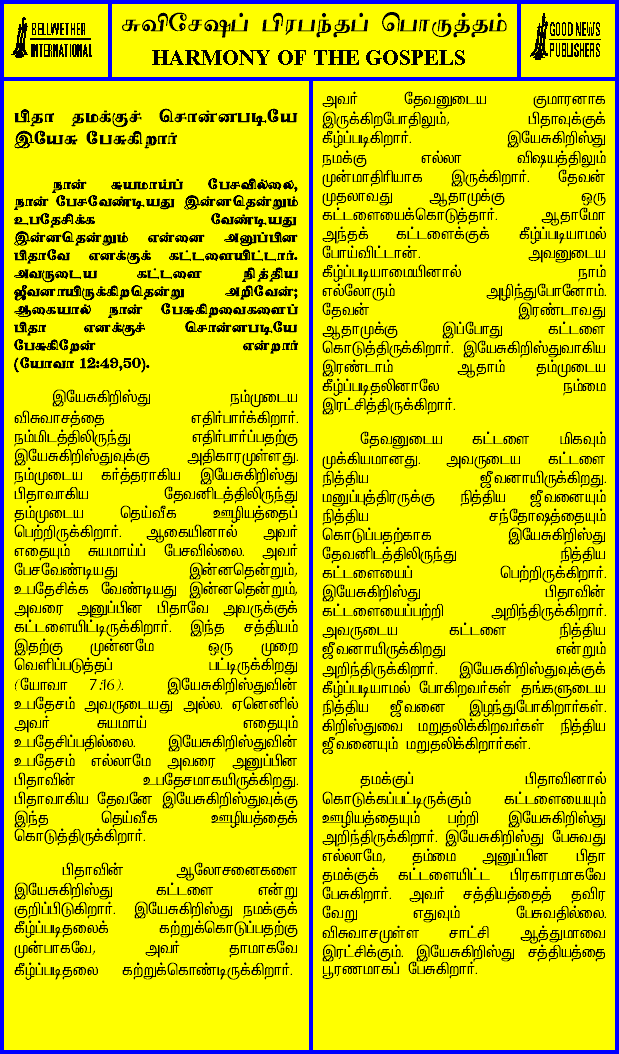 BELLWETHER
INTERNATIONAL
சுவிசேஷப் பிரபந்தப் பொருத்தம்
HARMONY OF THE GOSPELS
GOOD NEWS
PUBLISHERS
பிதா தமக்குச் சொன்னபடியே
இயேசு பேசுகிறார்
நான் சுயமாய்ப் பேசவில்லை,
நான் பேசவேண்டியது இன்னதென்றும்
உபதேசிக்க வேண்டியது
இன்னதென்றும் என்னை அனுப்பின
பிதாவே எனக்குக் கட்டளையிட்டார்.
அவருடைய கட்டளை நித்திய
ஜீவனாயிருக்கிறதென்று அறிவேன்;
ஆகையால் நான் பேசுகிறவைகளைப்
பிதா எனக்குச் சொன்னபடியே
பேசுகிறேன் என்றார்
(யோவா 12:49,50).
இயேசுகிறிஸ்து நம்முடைய
விசுவாசத்தை எதிர்பார்க்கிறார்.
நம்மிடத்திலிருந்து எதிர்பார்ப்பதற்கு
இயேசுகிறிஸ்துவுக்கு அதிகாரமுள்ளது.
நம்முடைய கர்த்தராகிய இயேசுகிறிஸ்து
பிதாவாகிய தேவனிடத்திலிருந்து
தம்முடைய தெய்வீக ஊழியத்தைப்
பெற்றிருக்கிறார். ஆகையினால் அவர்
எதையும் சுயமாய்ப் பேசவில்லை. அவர்
பேசவேண்டியது இன்னதென்றும்,
உபதேசிக்க வேண்டியது இன்னதென்றும்,
அவரை அனுப்பின பிதாவே அவருக்குக்
கட்டளையிட்டிருக்கிறார். இந்த சத்தியம்
இதற்கு முன்னமே ஒரு முறை
வெளிப்படுத்தப் பட்டிருக்கிறது
(யோவா 7:16). இயேசுகிறிஸ்துவின்
உபதேசம் அவருடையது அல்ல. ஏனெனில்
அவர் சுயமாய் எதையும்
உபதேசிப்பதில்லை. இயேசுகிறிஸ்துவின்
உபதேசம் எல்லாமே அவரை அனுப்பின
பிதாவின் உபதேசமாகயிருக்கிறது.
பிதாவாகிய தேவனே இயேசுகிறிஸ்துவுக்கு
இந்த தெய்வீக ஊழியத்தைக்
கொடுத்திருக்கிறார்.
பிதாவின் ஆலோசனைகளை
இயேசுகிறிஸ்து கட்டளை என்று
குறிப்பிடுகிறார். இயேசுகிறிஸ்து நமக்குக்
கீழ்ப்படிதலைக் கற்றுக்கொடுப்பதற்கு
முன்பாகவே, அவர் தாமாகவே
கீழ்ப்படிதலை கற்றுக்கொண்டிருக்கிறார்.
அவர் தேவனுடைய குமாரனாக
இருக்கிறபோதிலும், பிதாவுக்குக்
கீழ்ப்படிகிறார். இயேசுகிறிஸ்து
நமக்கு எல்லா விஷயத்திலும்
முன்மாதிரியாக இருக்கிறார். தேவன்
முதலாவது ஆதாமுக்கு ஒரு
கட்டளையைக்கொடுத்தார். ஆதாமோ
அந்தக் கட்டளைக்குக் கீழ்ப்படியாமல்
போய்விட்டான். அவனுடைய
கீழ்ப்படியாமையினால் நாம்
எல்லோரும் அழிந்துபோனோம்.
தேவன் இரண்டாவது
ஆதாமுக்கு இப்போது கட்டளை
கொடுத்திருக்கிறார். இயேசுகிறிஸ்துவாகிய
இரண்டாம் ஆதாம் தம்முடைய
கீழ்ப்படிதலினாலே நம்மை
இரட்சித்திருக்கிறார்.
தேவனுடைய கட்டளை மிகவும்
முக்கியமானது. அவருடைய கட்டளை
நித்திய ஜீவனாயிருக்கிறது.
மனுப்புத்திரருக்கு நித்திய ஜீவனையும்
நித்திய சந்தோஷத்தையும்
கொடுப்பதற்காக இயேசுகிறிஸ்து
தேவனிடத்திலிருந்து நித்திய
கட்டளையைப் பெற்றிருக்கிறார்.
இயேசுகிறிஸ்து பிதாவின்
கட்டளையைப்பற்றி அறிந்திருக்கிறார்.
அவருடைய கட்டளை நித்திய
ஜீவனாயிருக்கிறது என்றும்
அறிந்திருக்கிறார். இயேசுகிறிஸ்துவுக்குக்
கீழ்ப்படியாமல் போகிறவர்கள் தங்களுடைய
நித்திய ஜீவனை இழந்துபோகிறார்கள்.
கிறிஸ்துவை மறுதலிக்கிறவர்கள் நித்திய
ஜீவனையும் மறுதலிக்கிறார்கள்.
தமக்குப் பிதாவினால்
கொடுக்கப்பட்டிருக்கும் கட்டளையையும்
ஊழியத்தையும் பற்றி இயேசுகிறிஸ்து
அறிந்திருக்கிறார். இயேசுகிறிஸ்து பேசுவது
எல்லாமே, தம்மை அனுப்பின பிதா
தமக்குக் கட்டளையிட்ட பிரகாரமாகவே
பேசுகிறார். அவர் சத்தியத்தைத் தவிர
வேறு எதுவும் பேசுவதில்லை.
விசுவாசமுள்ள சாட்சி ஆத்துமாவை
இரட்சிக்கும். இயேசுகிறிஸ்து சத்தியத்தை
பூரணமாகப் பேசுகிறார்.